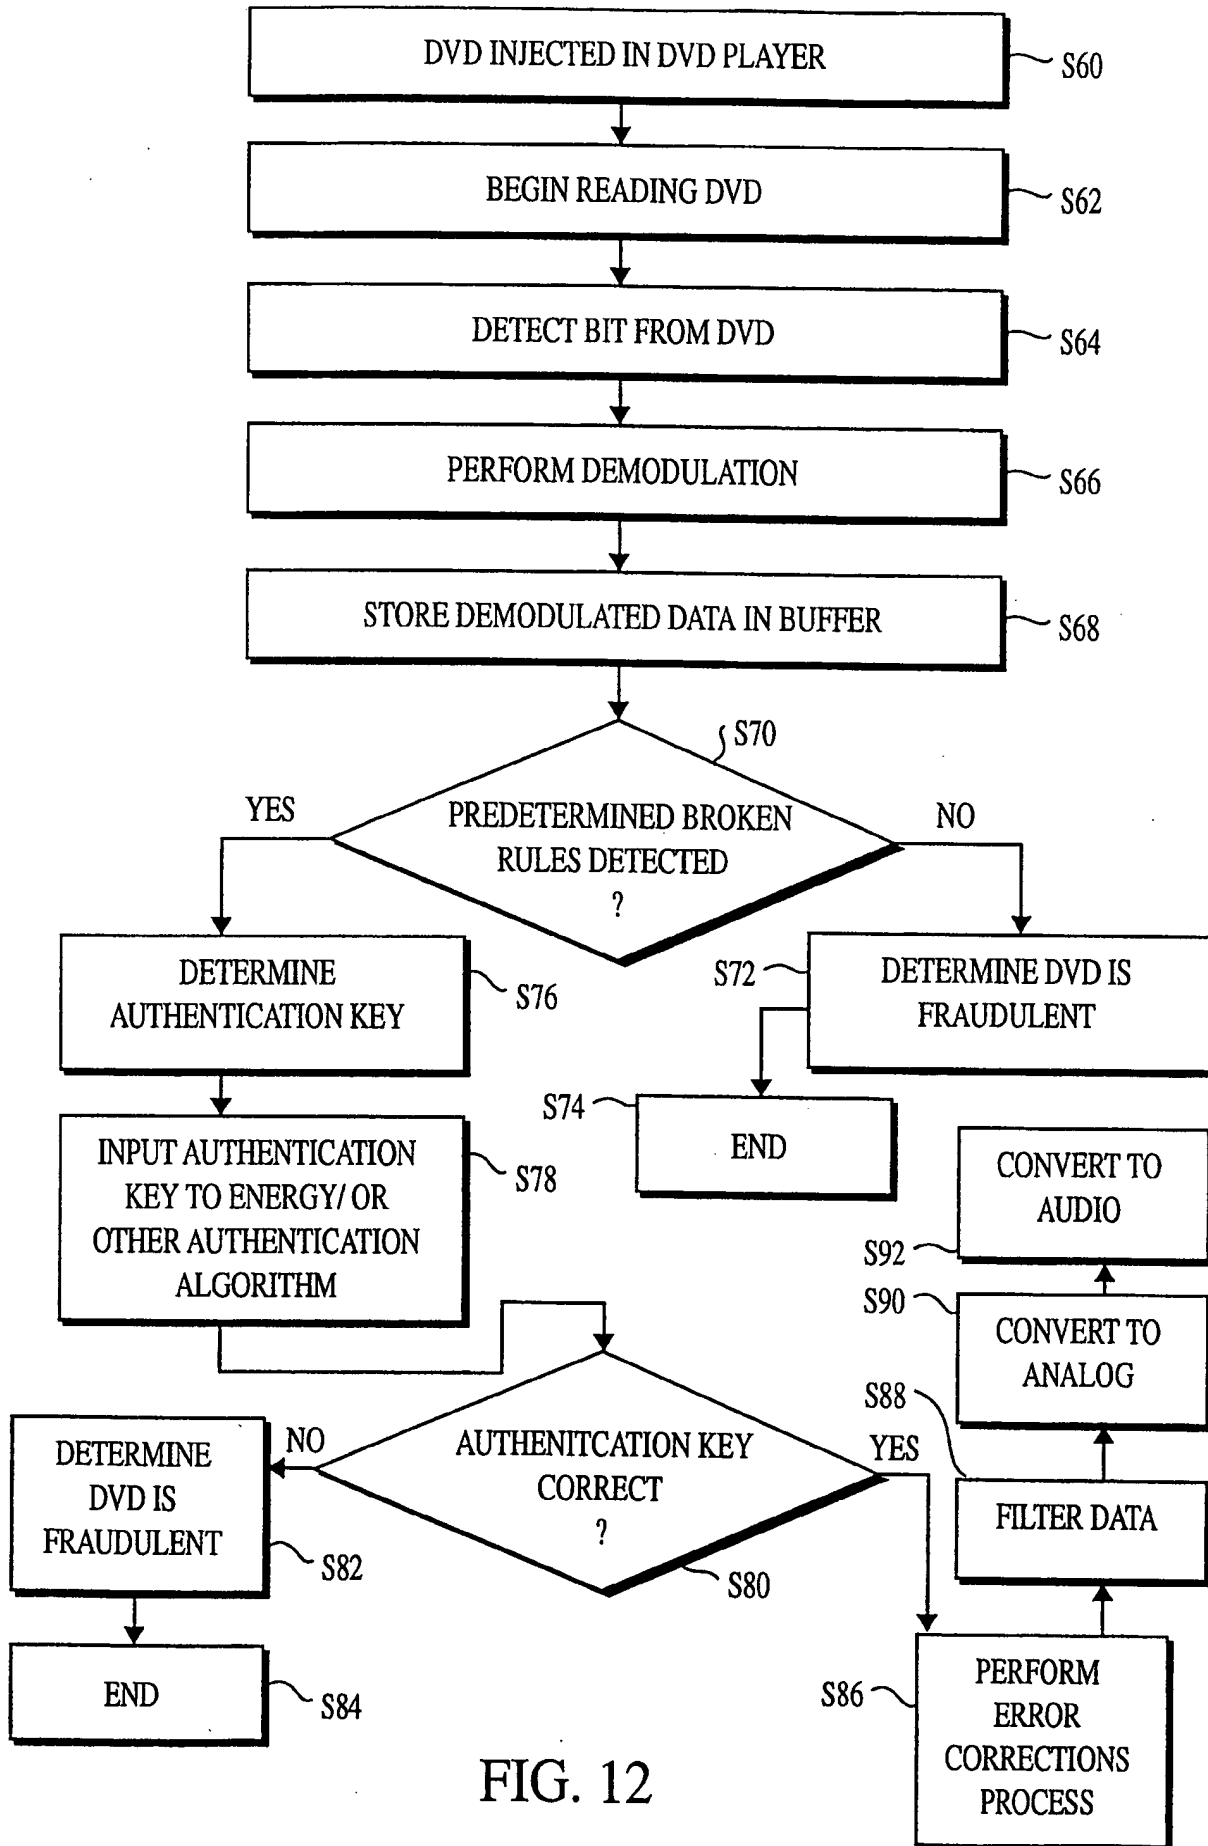 DVD INJECTED IN DVD PLAYER
S60
BEGIN READING DVD
S62
DETECT BIT FROM DVD
S64
PERFORM DEMODULATION
S66
STORE DEMODULATED DATA IN BUFFER
S68
S70
PREDETERMINED BROKEN
RULES DETECTED
?
YES
NO
DETERMINE
AUTHENTICATION KEY
S76
S72
DETERMINE DVD IS
FRAUDULENT
S74
END
INPUT AUTHENTICATION
KEY TO ENERGY/ OR
OTHER AUTHENTICATION
ALGORITHM
S78
CONVERT TO
AUDIO
S92
S90
CONVERT TO
ANALOG
S88
FILTER DATA
AUTHENITCATION KEY
CORRECT
?
NO
YES
S80
DETERMINE
DVD IS
FRAUDULENT
S82
END
S84
S86
PERFORM
ERROR
CORRECTIONS
PROCESS
FIG. 12